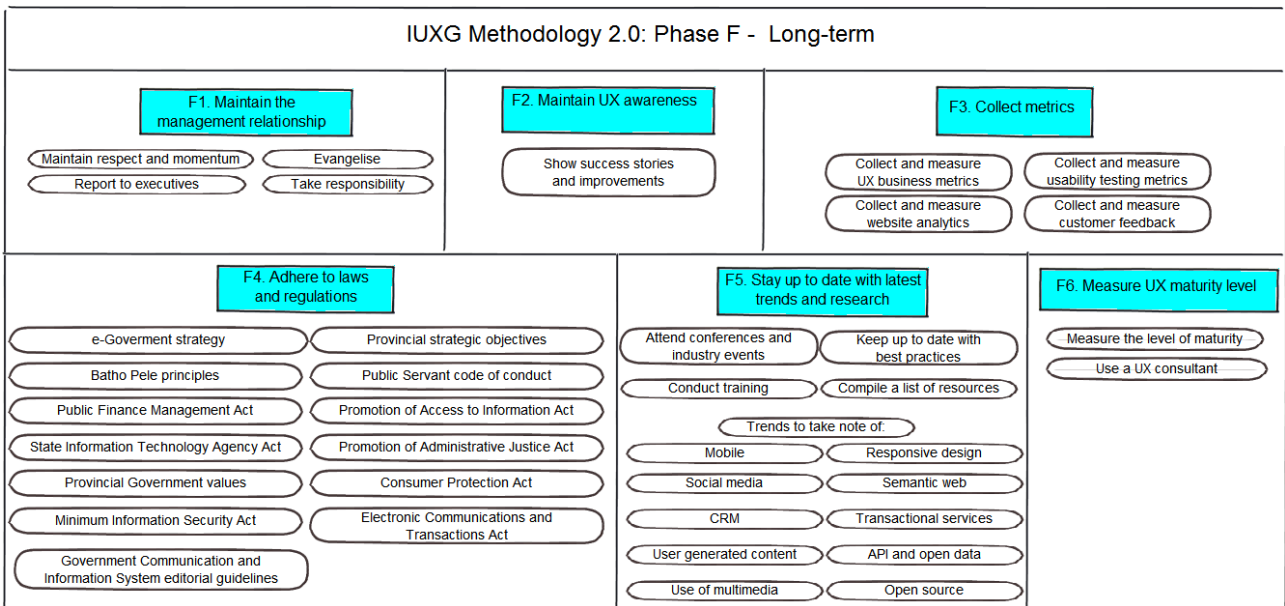 IUXG Methodology 2.0: Phase F - Long-term
F1. Maintain the
management relationship
Maintain respect and momentum
Evangelise
Report to executives
Take responsibility
F2. Maintain UX awareness
Show success stories
and improvements
F3. Collect metrics
Collect and measure
UX business metrics
Collect and measure
usability testing metrics
Collect and measure
website analytics
Collect and measure
customer feedback
F4. Adhere to laws
and regulations
e-Goverment strategy
Provincial strategic objectives
Batho Pele principles
Public Servant code of conduct
Public Finance Management Act
Promotion of Access to Information Act
State Information Technology Agency Act
Promotion of Administrative Justice Act
Provincial Government values
Consumer Protection Act
Minimum Information Security Act
Electronic Communications and
Transactions Act
Government Communication and
Information System editorial guidelines
F5. Stay up to date with latest
trends and research
Attend conferences and
industry events
Keep up to date with
best practices
Conduct training
Compile a list of resources
Trends to take note of:
Mobile
Responsive design
Social media
Semantic web
CRM
Transactional services
User generated content
API and open data
Use of multimedia
Open source
F6. Measure UX maturity level
Measure the level of maturity
Use a UX consultant